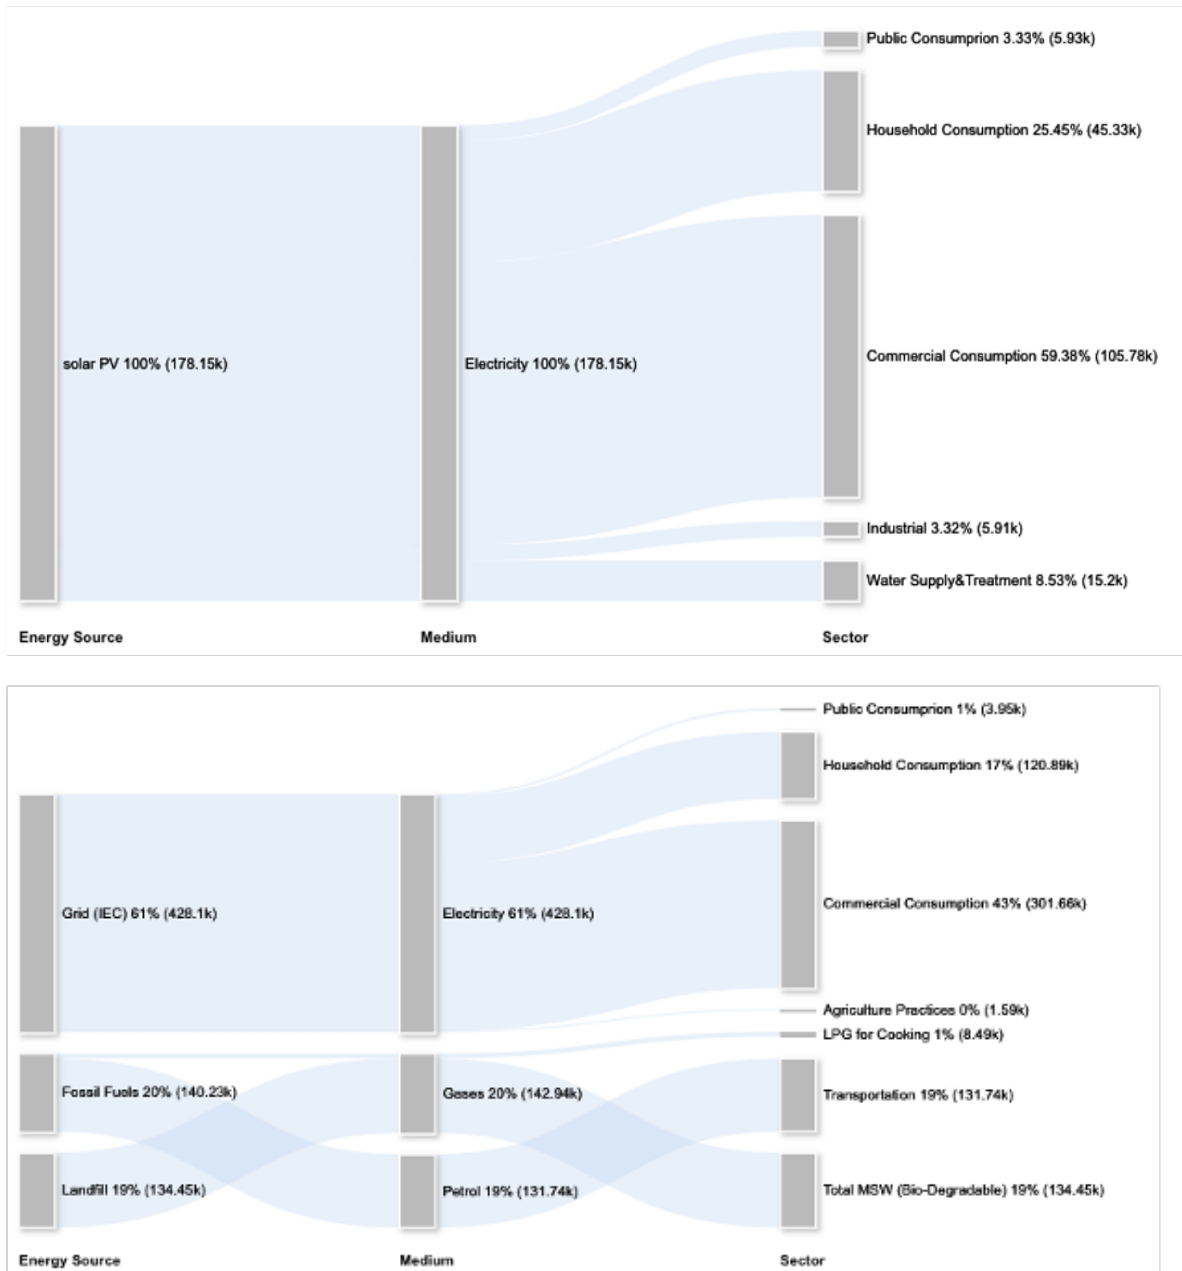 Public Consumprion 3.33% (5.93k)
Household Consumption 25.45% (45.33k)
Commercial Consumption 59.38% (105.78k)
solar PV 100% (178.15k)
Electricity 100% (178.15k)
Industrial 3.32% (5.91k)
Water Supply&Treatment 8.53% (15.2k)
Energy Source
Medium
Sector
Public Consumprion 1% (3.95k)
Household Consumption 17% (120.89k)
Commercial Consumption 43% (301.66k)
Grid (IEC) 61% (428.1k)
Electricity 61% (428.1k)
Agriculture Practices 0% (1.59k)
LPG for Cooking 1% (8.49k)
Fossil Fuels 20% (140.23k)
Gases 20% (142.94k)
Transportation 19% (131.74k)
Landfill 19% (134.45k)
Petrol 19% (131.74k)
Total MSW (Bio-Degradable) 19% (134.45k)
Energy Source
Medium
Sector